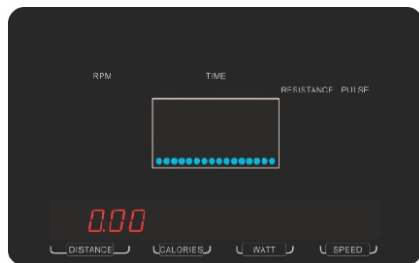 RPM TIME
RESISTANCE PULSE
0.00
DISTANCE CALORIES WATT SPEED